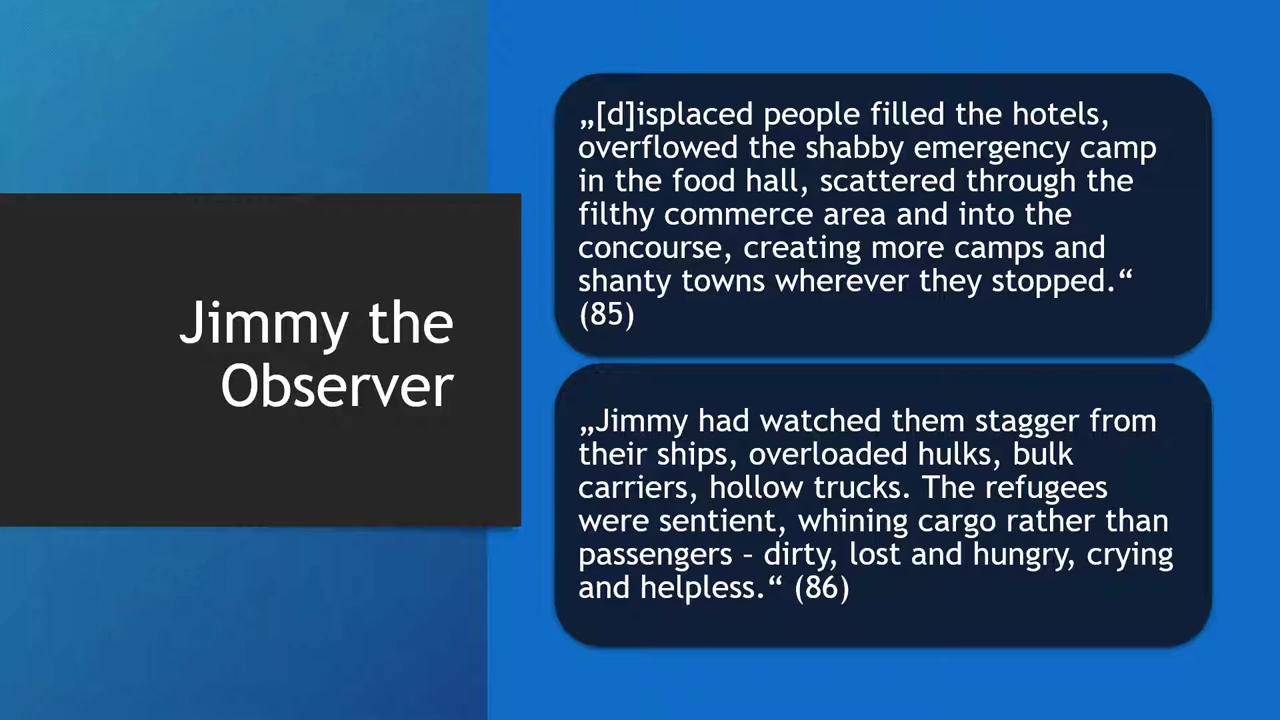 Jimmy the
Observer
„[d]isplaced people filled the hotels,
overflowed the shabby emergency camp
in the food hall, scattered through the
filthy commerce area and into the
concourse, creating more camps and
shanty towns wherever they stopped.“
(85)
„Jimmy had watched them stagger from
their ships, overloaded hulks, bulk
carriers, hollow trucks. The refugees
were sentient, whining cargo rather than
passengers – dirty, lost and hungry, crying
and helpless.“ (86)